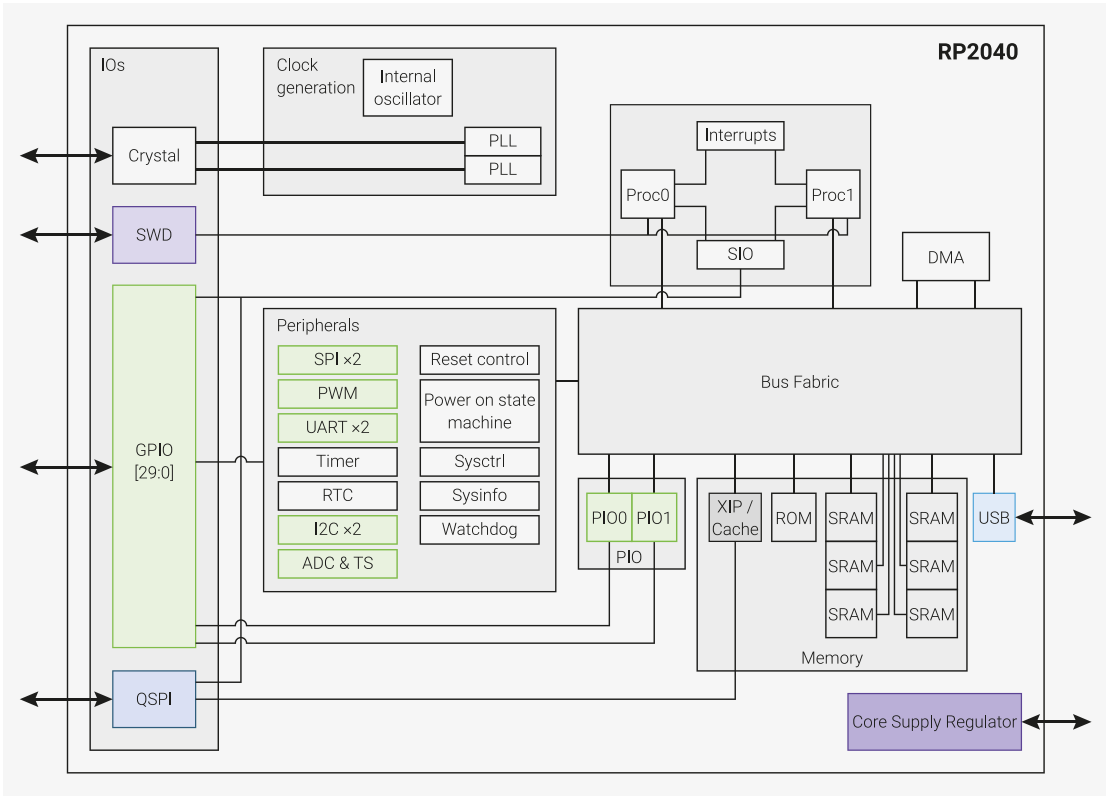 RP2040
IOs
Clock
generation
Internal
oscillator
Crystal
PLL
PLL
Interrupts
Proc0
Proc1
SWD
SIO
DMA
Peripherals
SPI ×2
Reset control
PWM
Power on state
machine
UART ×2
Timer
Sysctrl
RTC
Sysinfo
I2C ×2
Watchdog
ADC & TS
Bus Fabric
GPIO
[29:0]
PIO0
PIO1
PIO
XIP /
Cache
ROM
SRAM
SRAM
USB
SRAM
SRAM
SRAM
SRAM
Memory
QSPI
Core Supply Regulator